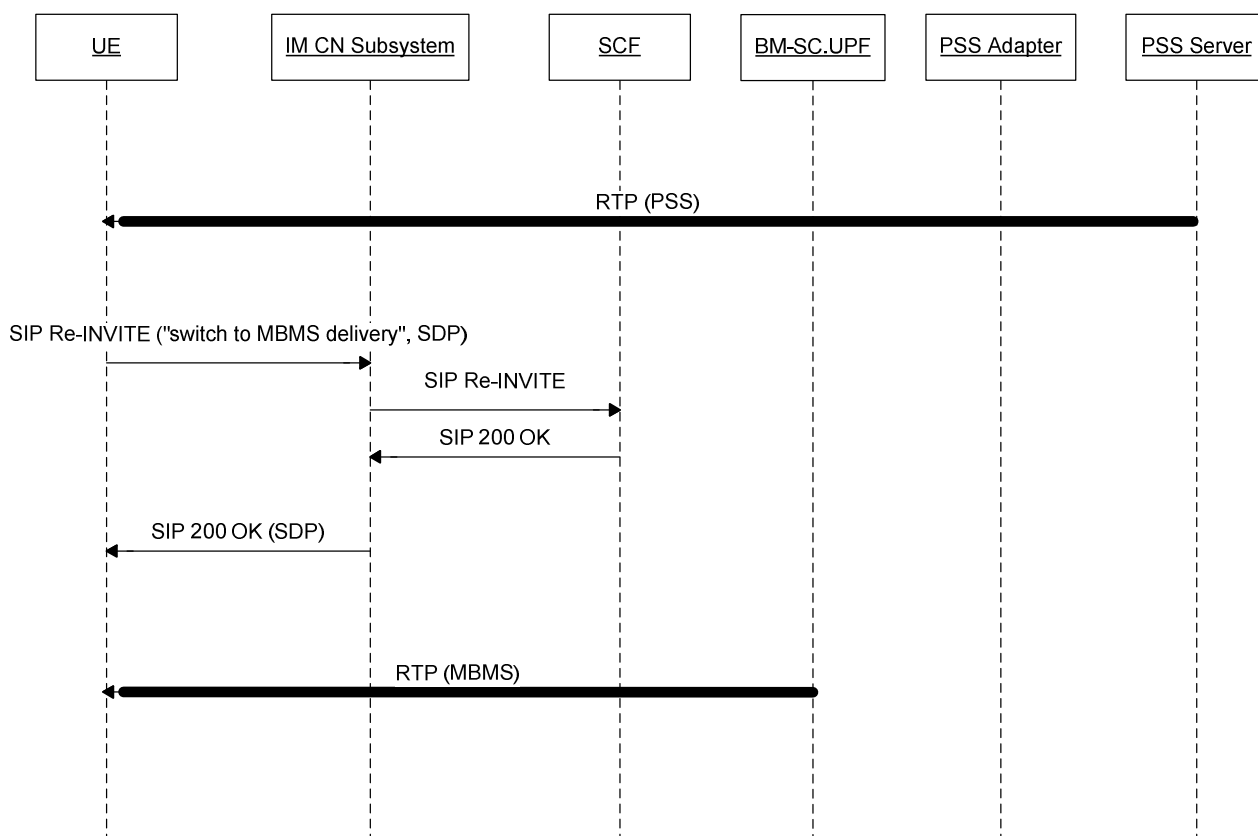 UE
IM CN Subsystem
SCF
BM-SC.UPF
PSS Adapter
PSS Server
RTP (PSS)
SIP Re-INVITE ("switch to MBMS delivery", SDP)
SIP Re-INVITE
SIP 200 OK
SIP 200 OK (SDP)
RTP (MBMS)